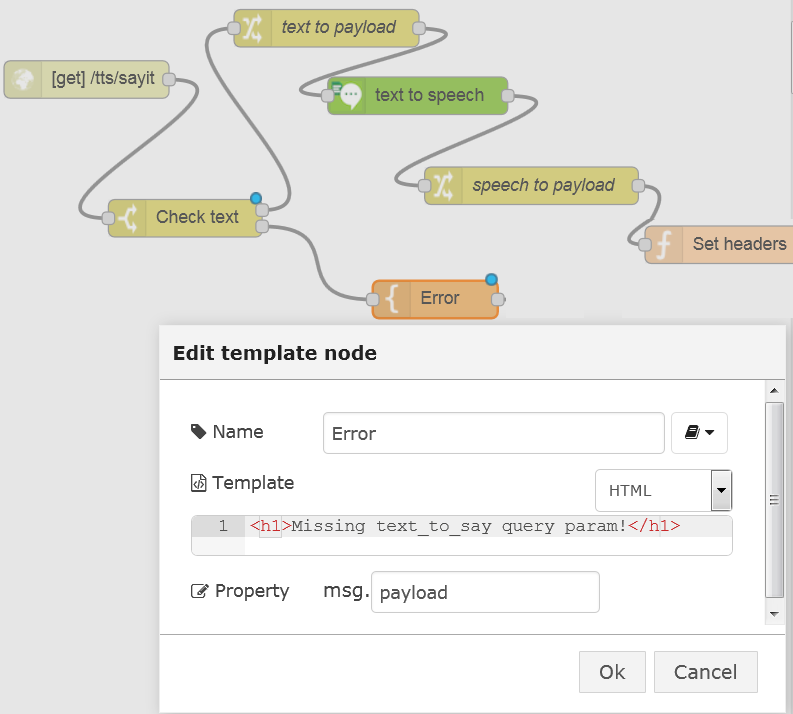 text to payload
[get] /tts/sayit
text to speech
speech to payload
Check text
Set headers
Error
Edit template node
Name
Error
Template
HTML
1 <h1>Missing text_to_say query param!</h1>
Property
msg. payload
Ok
Cancel